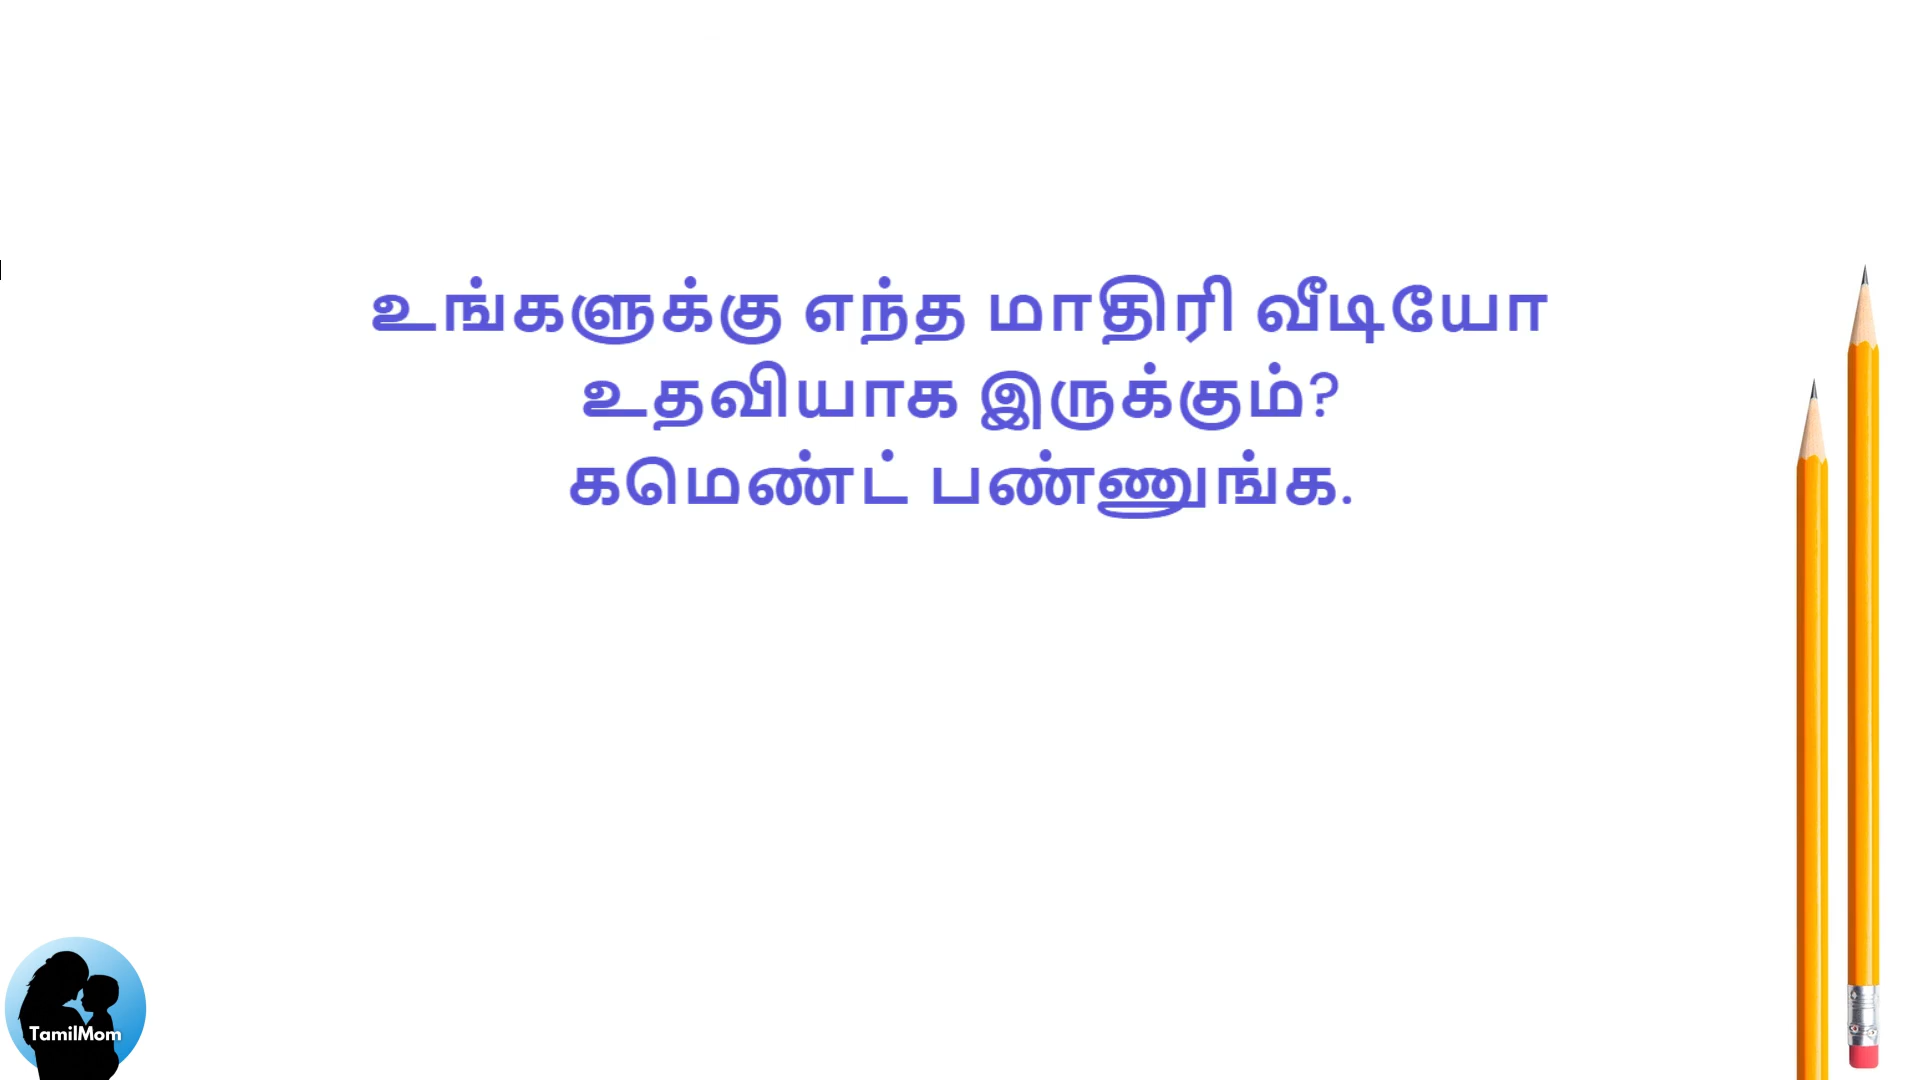 உங்களுக்கு எந்த மாதிரி வீடியோ
உதவியாக இருக்கும்?
கமெண்ட் பண்ணுங்க.
TamilMom